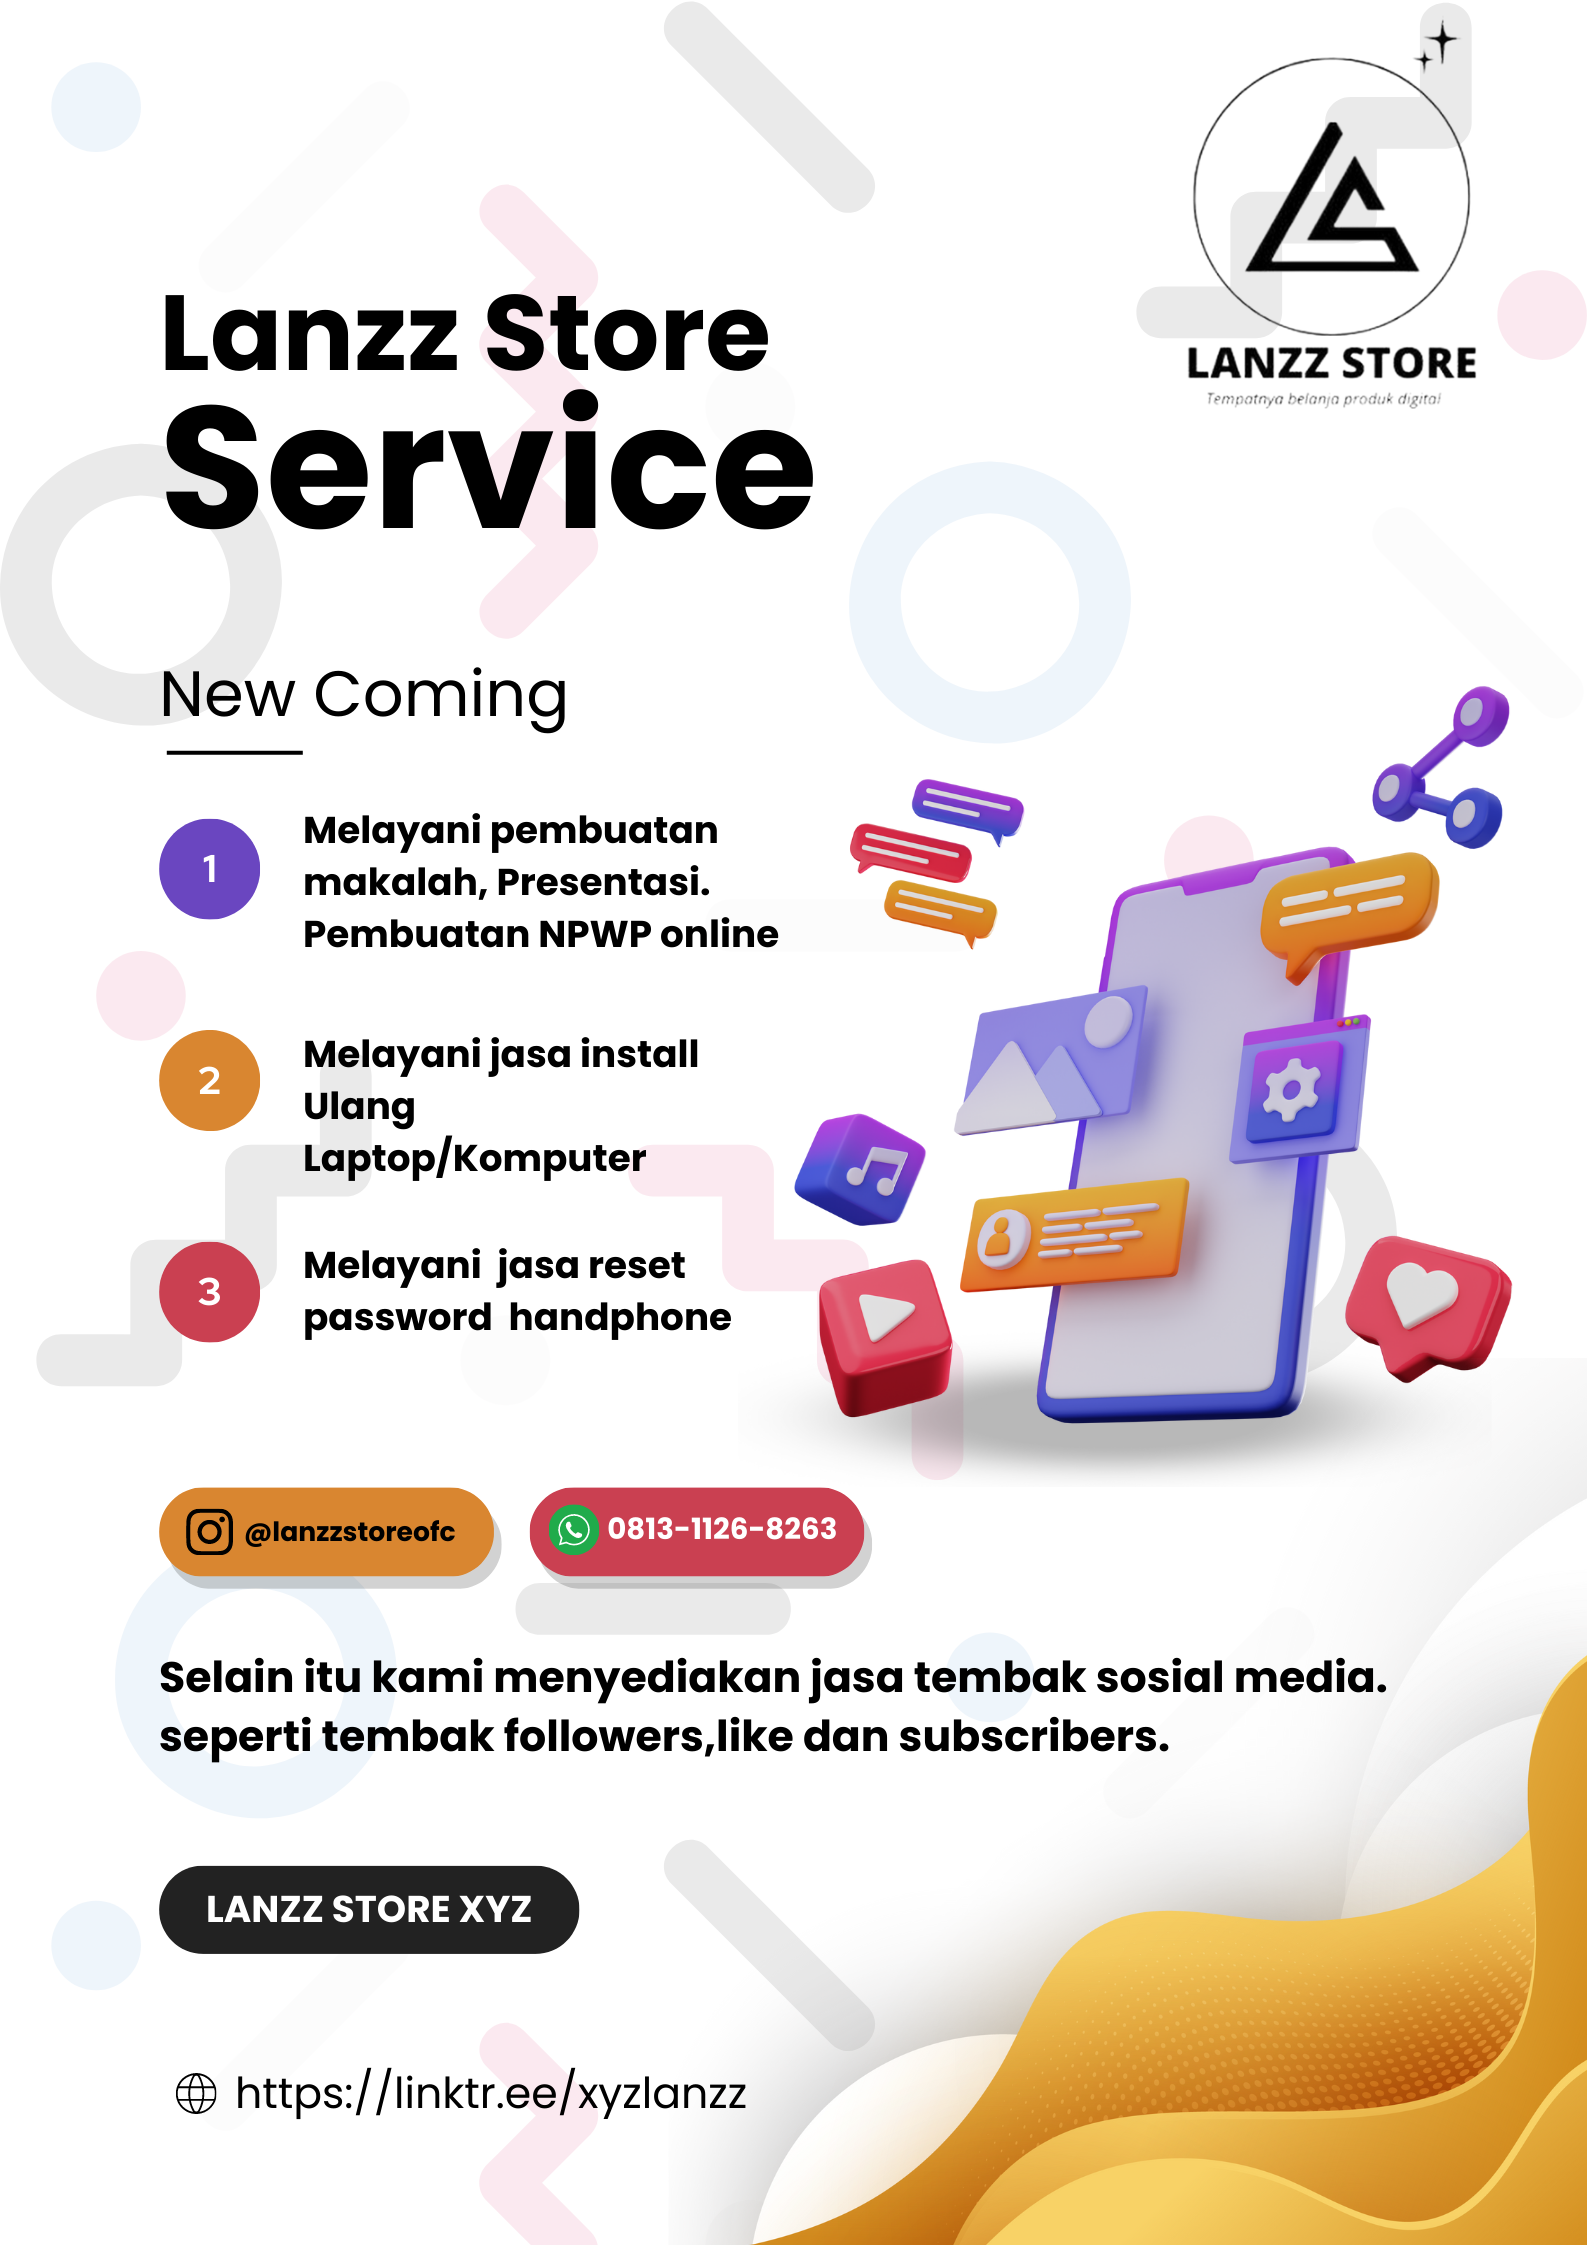 LANZZ STORE
Tempatnya belanja produk digital
Lanzz Store
Service
New Coming
1
Melayani pembuatan
makalah, Presentasi.
Pembuatan NPWP online
2
Melayani jasa install
Ulang
Laptop/Komputer
3
Melayani jasa reset
password handphone
@lanzzstoreofc
0813-1126-8263
Selain itu kami menyediakan jasa tembak sosial media.
seperti tembak followers,like dan subscribers.
LANZZ STORE XYZ
https://linktr.ee/xyzlanzz